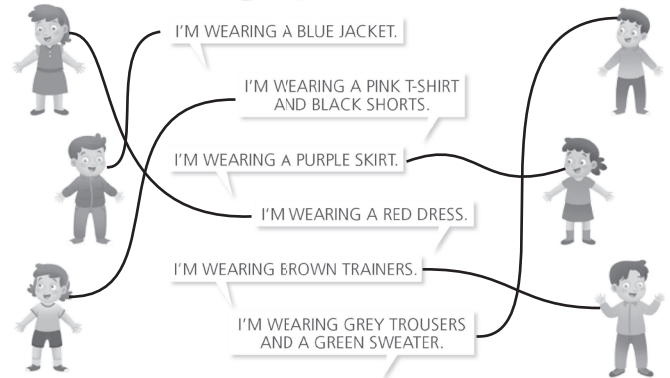 I'M WEARING A BLUE JACKET.
I'M WEARING A PINK T-SHIRT
AND BLACK SHORTS.
I'M WEARING A PURPLE SKIRT.
I'M WEARING A RED DRESS.
I'M WEARING BROWN TRAINERS.
I'M WEARING GREY TROUSERS
AND A GREEN SWEATER.